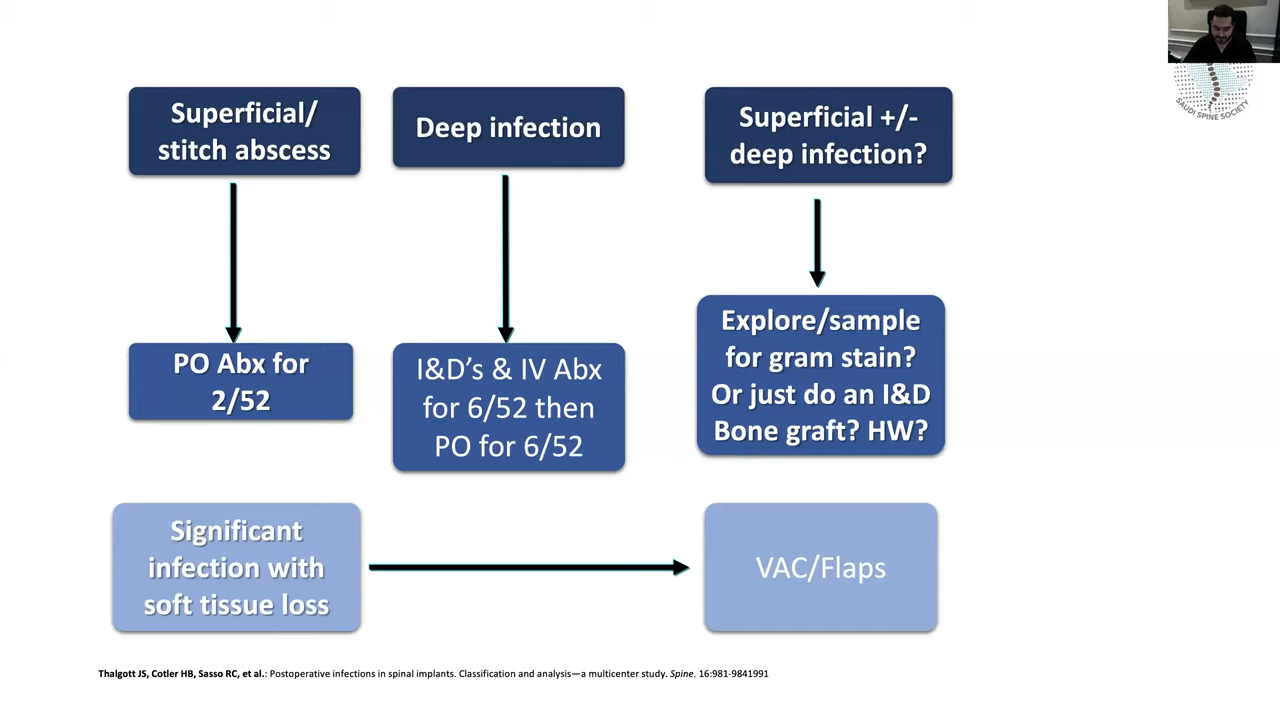 Superficial/
stitch abscess
Deep infection
Superficial +/-
deep infection?
PO Abx for
2/52
I&D’s & IV Abx
for 6/52 then
PO for 6/52
Explore/sample
for gram stain?
Or just do an I&D
Bone graft? HW?
Significant
infection with
soft tissue loss
VAC/Flaps
Thalgott JS, Cotler HB, Sasso RC, et al.: Postoperative infections in spinal implants. Classification and analysis—a multicenter study. Spine. 16:981-9841991
SAUDI SPINE SOCIETY